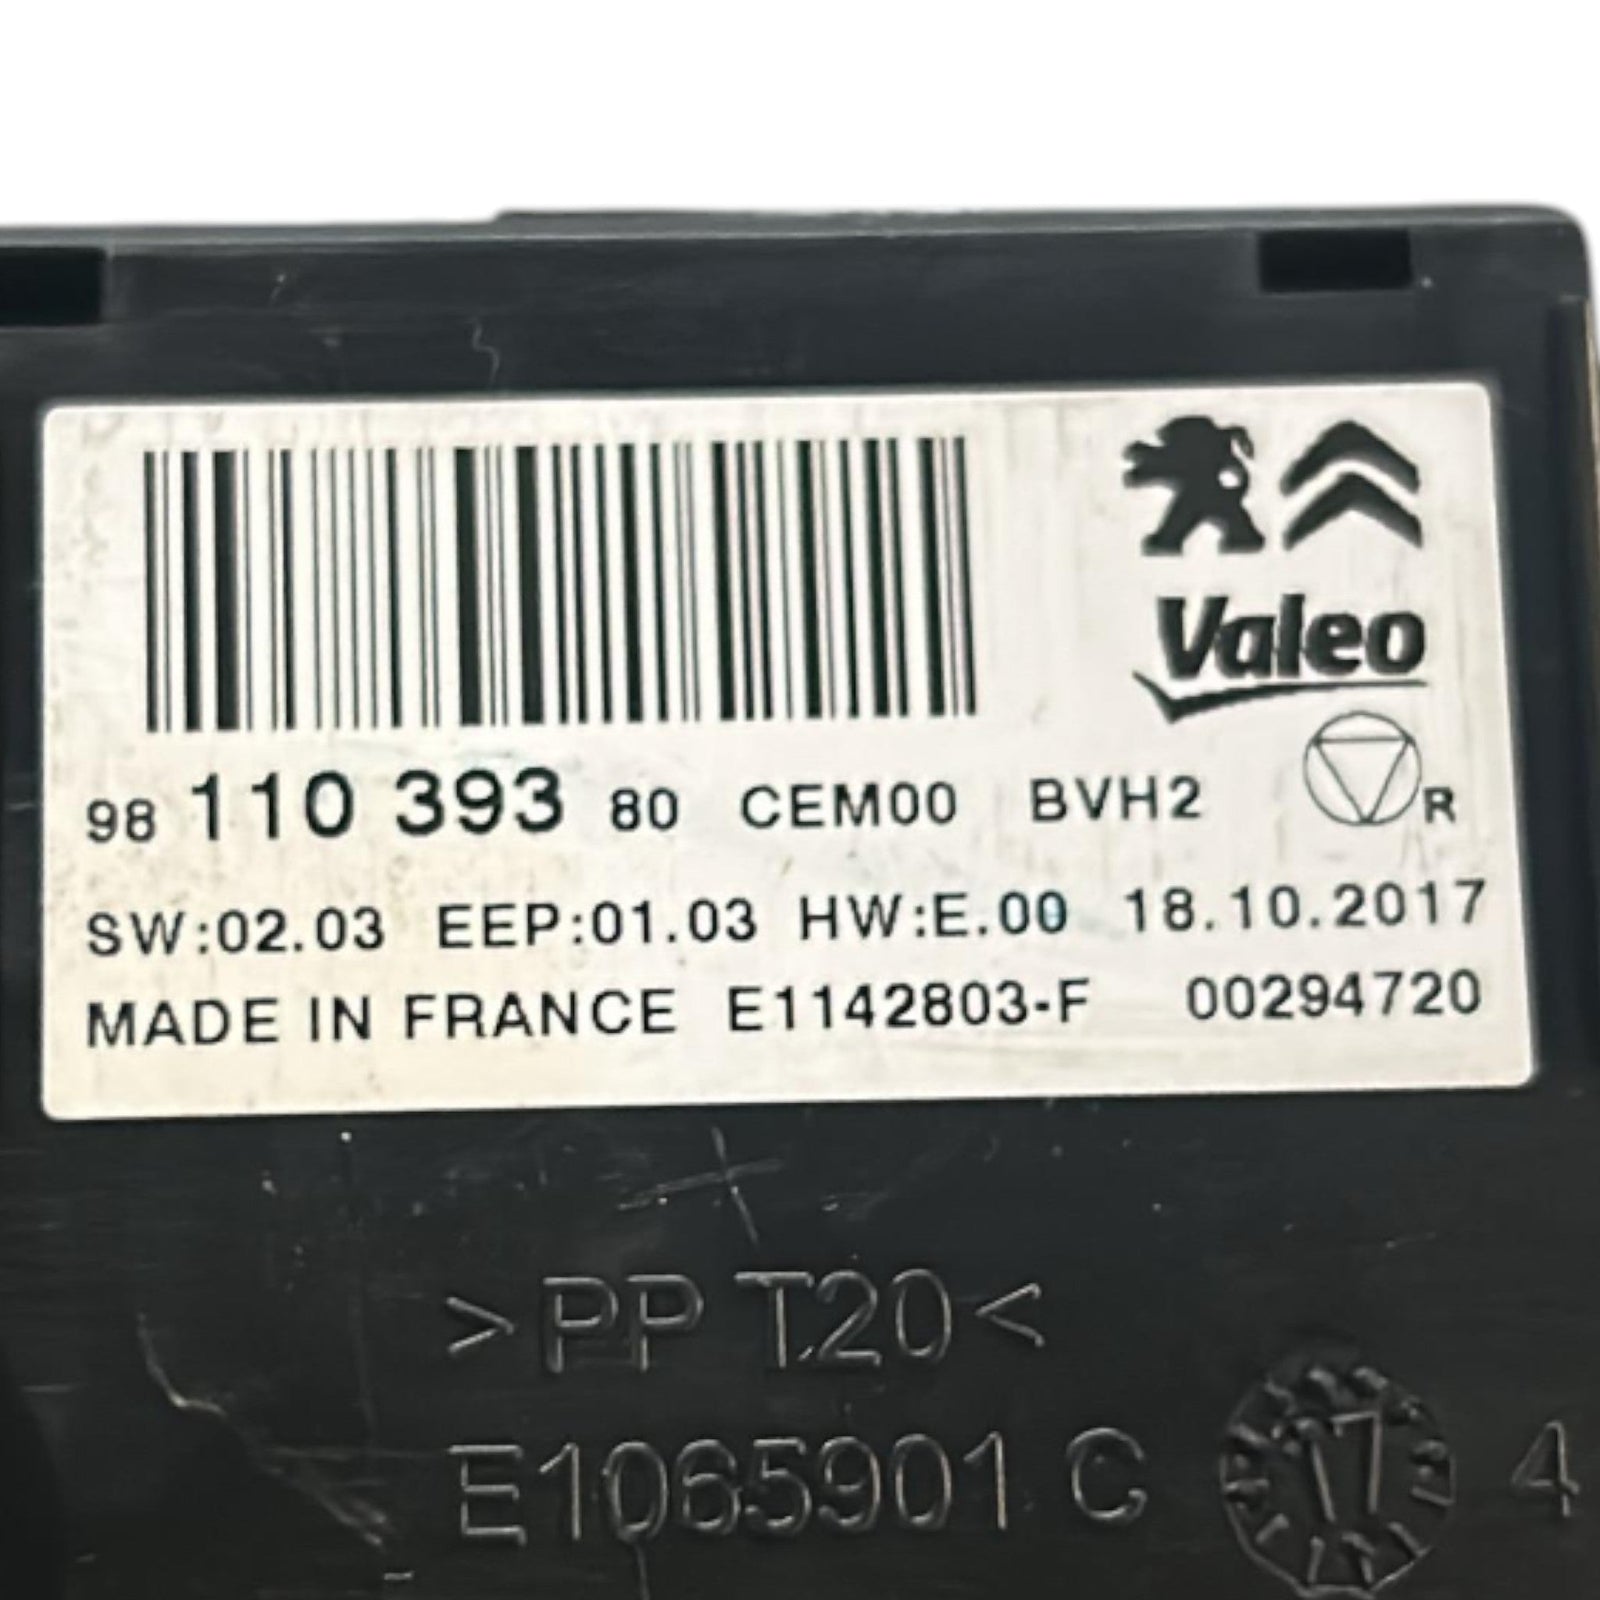 Valeo
98 110 393 80 CEM00 BVH2 R
SW:02.03 EEP:01.03 HW:E.00 18.10.2017
MADE IN FRANCE E1142803-F 00294720
>PP T20<
E1065901 C 17 4